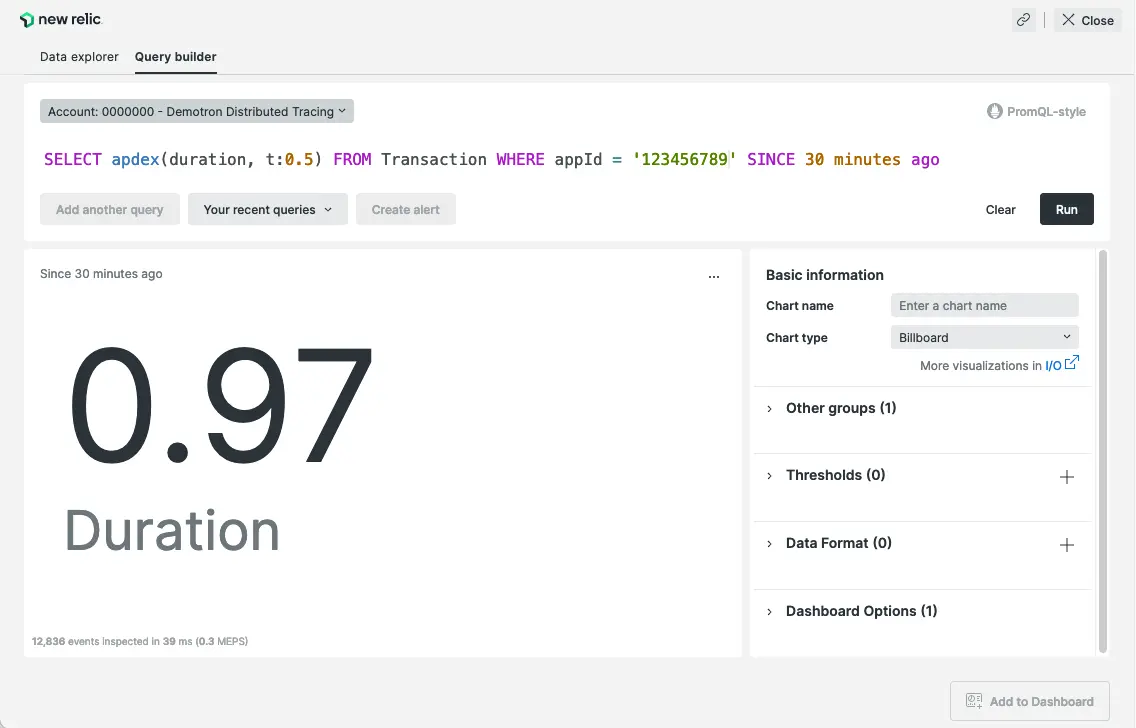 new relic.
Close
Data explorer
Query builder
Account: 0000000 - Demotron Distributed Tracing
PromQL-style
SELECT apdex(duration, t:0.5) FROM Transaction WHERE appId = '123456789' SINCE 30 minutes ago
Add another query
Your recent queries
Create alert
Clear
Run
Since 30 minutes ago
...
0.97
Duration
12,836 events inspected in 39 ms (0.3 MEPS)
Basic information
Chart name
Enter a chart name
Chart type
Billboard
More visualizations in I/O
Other groups (1)
Thresholds (0)
Data Format (0)
Dashboard Options (1)
Add to Dashboard